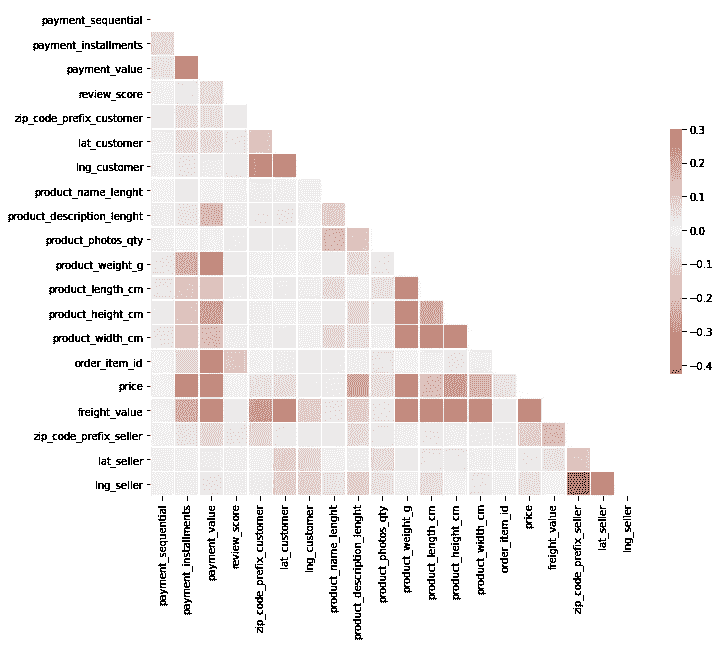 payment_sequential
payment_installments
payment_value
review_score
zip_code_prefix_customer
lat_customer
lng_customer
product_name_lenght
product_description_lenght
product_photos_qty
product_weight_g
product_length_cm
product_height_cm
product_width_cm
order_item_id
price
freight_value
zip_code_prefix_seller
lat_seller
lng_seller
0.3
0.2
0.1
0.0
−0.1
−0.2
−0.3
−0.4
payment_sequential
payment_installments
payment_value
review_score
zip_code_prefix_customer
lat_customer
lng_customer
product_name_lenght
product_description_lenght
product_photos_qty
product_weight_g
product_length_cm
product_height_cm
product_width_cm
order_item_id
price
freight_value
zip_code_prefix_seller
lat_seller
lng_seller